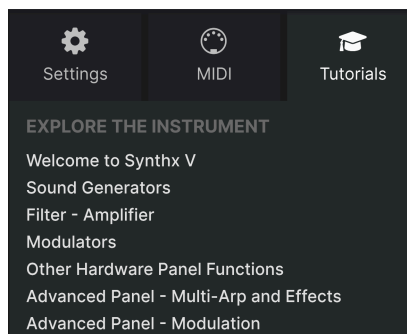 Settings
MIDI
Tutorials
EXPLORE THE INSTRUMENT
Welcome to Synthx V
Sound Generators
Filter - Amplifier
Modulators
Other Hardware Panel Functions
Advanced Panel - Multi-Arp and Effects
Advanced Panel - Modulation